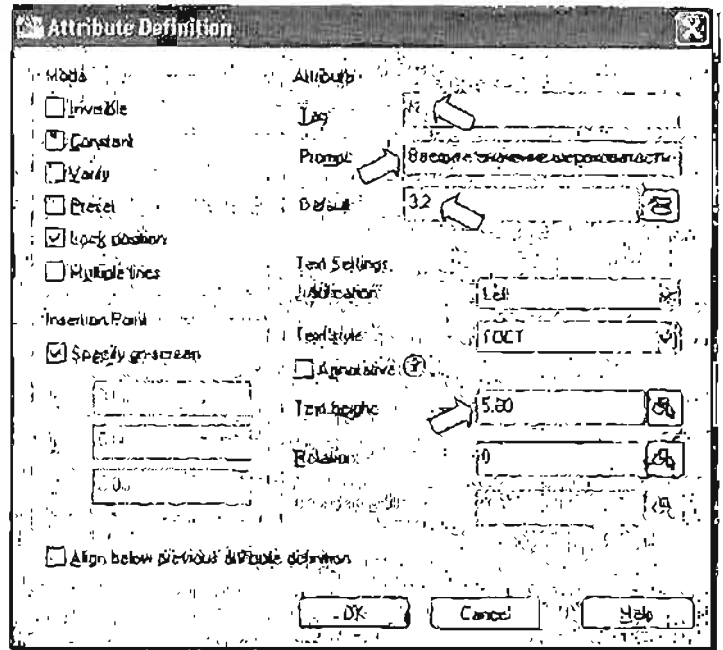 Attribute Definition
Mode
Invisible
Constant
Verify
Preset
Lock position
Multiple lines
Insertion Point
Specify on-screen
Align below previous attribute definition
Attribute
Tag:
Prompt:
значение шероховатости
Default:
3.2
Text Settings
Justification:
Left
Text style:
ГОСТ
Annotative
Text height:
Rotation:
0
OK
Cancel
Help